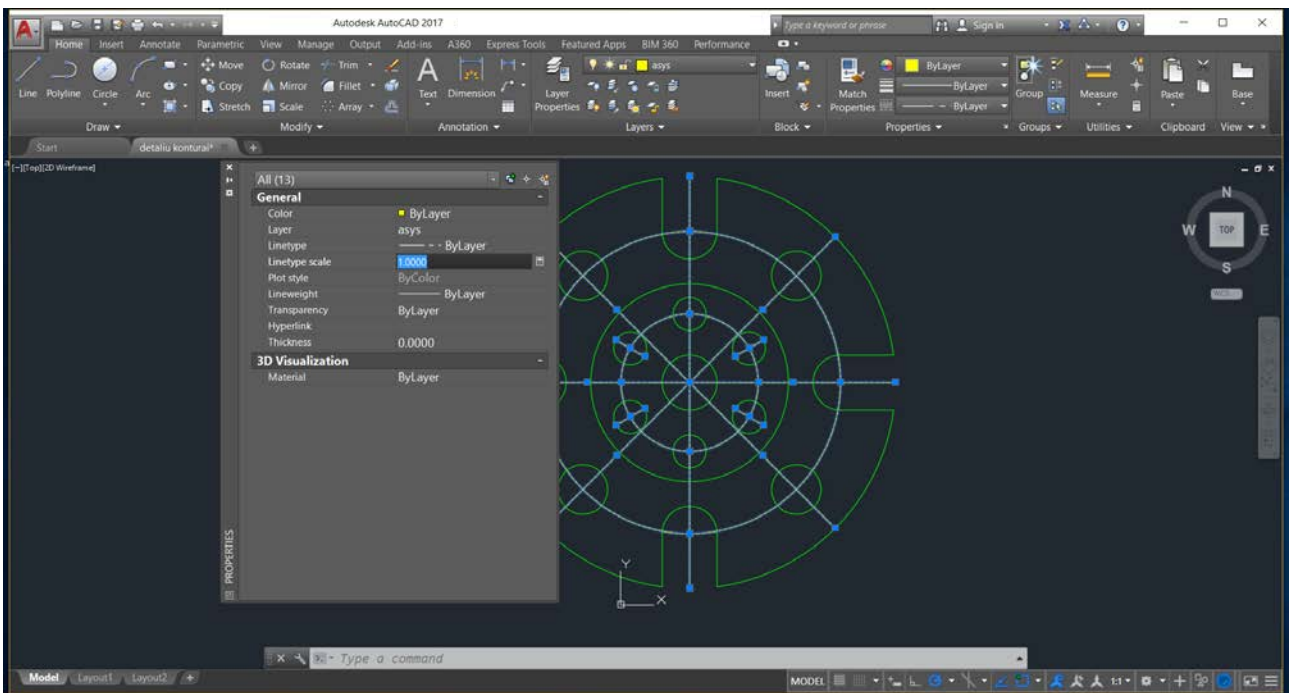 Autodesk AutoCAD 2017
Type a keyword or phrase
Sign In
Home Insert Annotate Parametric View Manage Output Add-ins A360 Express Tools Featured Apps BIM 360 Performance
Line Polyline Circle Arc
Move Rotate Trim
Copy Mirror Fillet
Stretch Scale Array
Text Dimension
Layer Properties
asys
Insert
Match Properties
ByLayer
ByLayer
ByLayer
Group
Measure
Paste
Base
Draw Modify Annotation Layers Block Properties Groups Utilities Clipboard View
Start detaliu konturai* +
[−][Top][2D Wireframe]
All (13)
General
Color ByLayer
Layer asys
Linetype ByLayer
Linetype scale 1.0000
Plot style ByColor
Lineweight ByLayer
Transparency ByLayer
Hyperlink
Thickness 0.0000
3D Visualization
Material ByLayer
PROPERTIES
N
W TOP E
S
WCS
Y
X
Type a command
Model Layout1 Layout2 +
MODEL 1:1